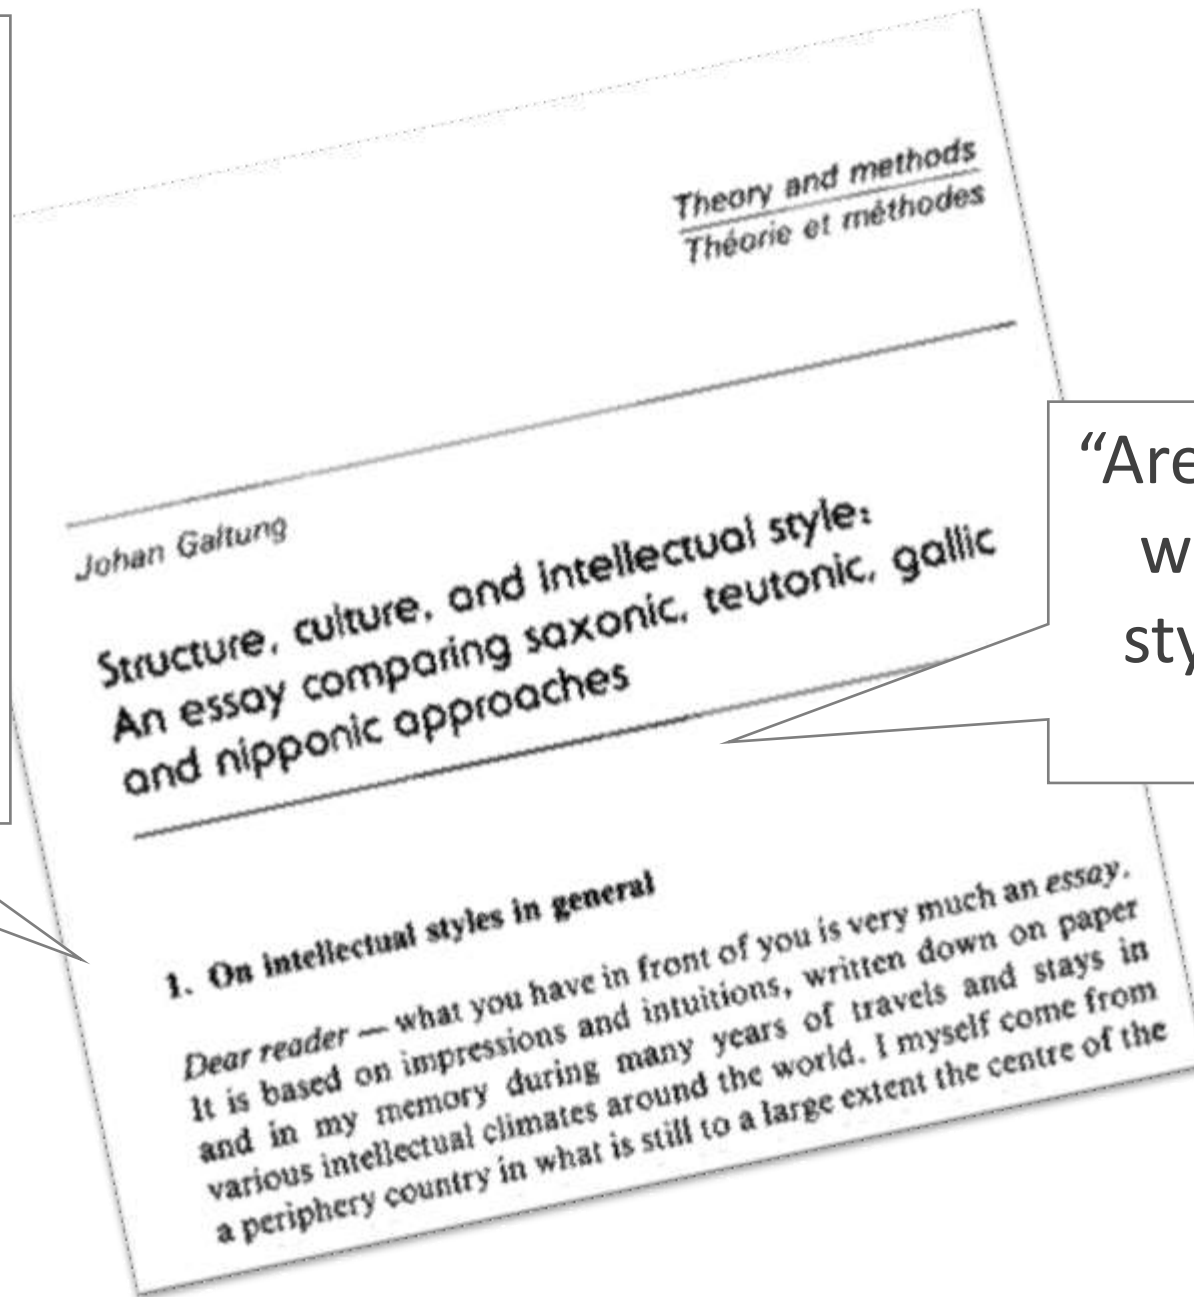 Theory and methods
Théorie et méthodes
Johan Galtung
Structure, culture, and intellectual style:
An essay comparing saxonic, teutonic, gallic
and nipponic approaches
“Are
w
sty
1. On intellectual styles in general
Dear reader — what you have in front of you is very much an essay.
It is based on impressions and intuitions, written down on paper
and in my memory during many years of travels and stays in
various intellectual climates around the world. I myself come from
a periphery country in what is still to a large extent the centre of the